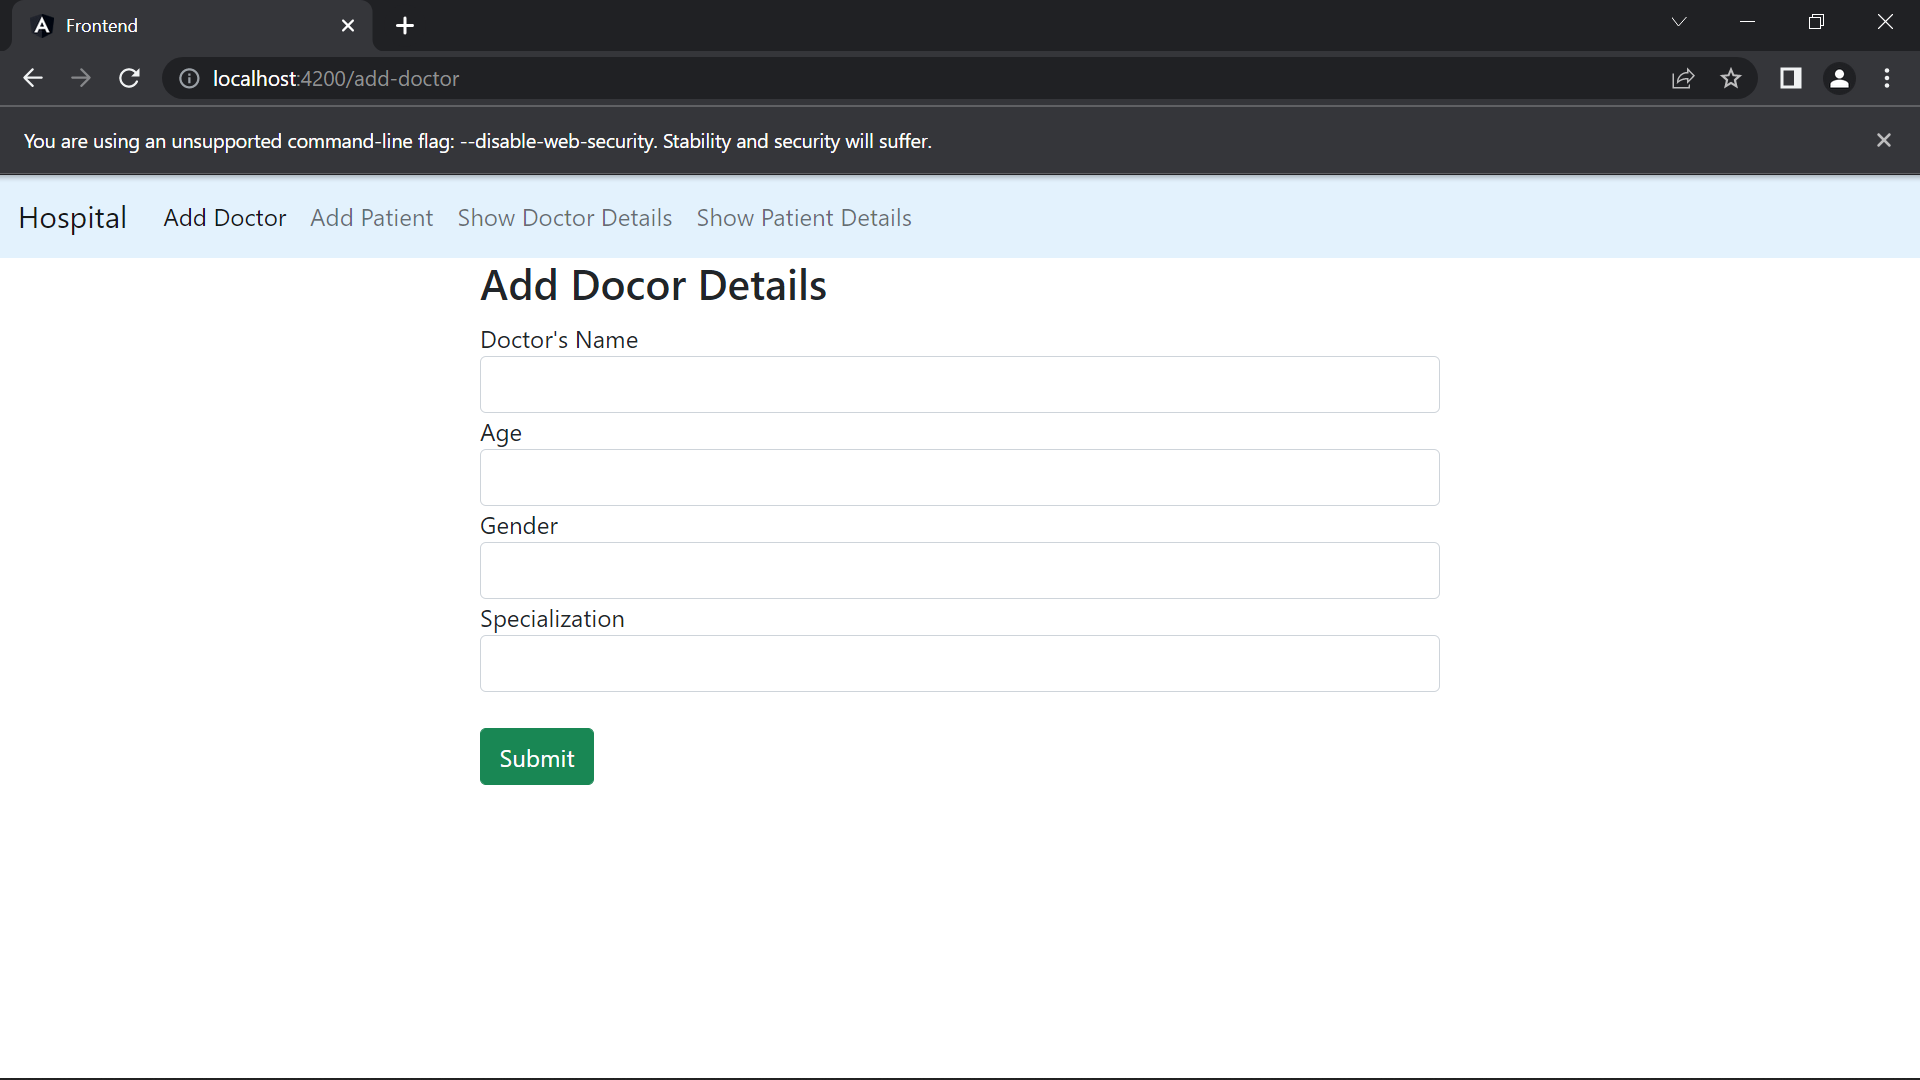 Frontend
localhost:4200/add-doctor
You are using an unsupported command-line flag: --disable-web-security. Stability and security will suffer.
Hospital Add Doctor Add Patient Show Doctor Details Show Patient Details
Add Docor Details
Doctor's Name
Age
Gender
Specialization
Submit